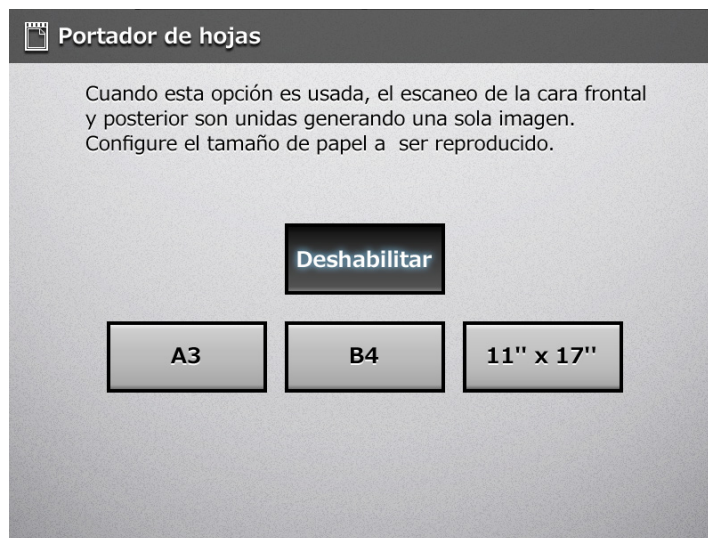 Portador de hojas
Cuando esta opción es usada, el escaneo de la cara frontal
y posterior son unidas generando una sola imagen.
Configure el tamaño de papel a  ser reproducido.
Deshabilitar
A3
B4
11'' x 17''